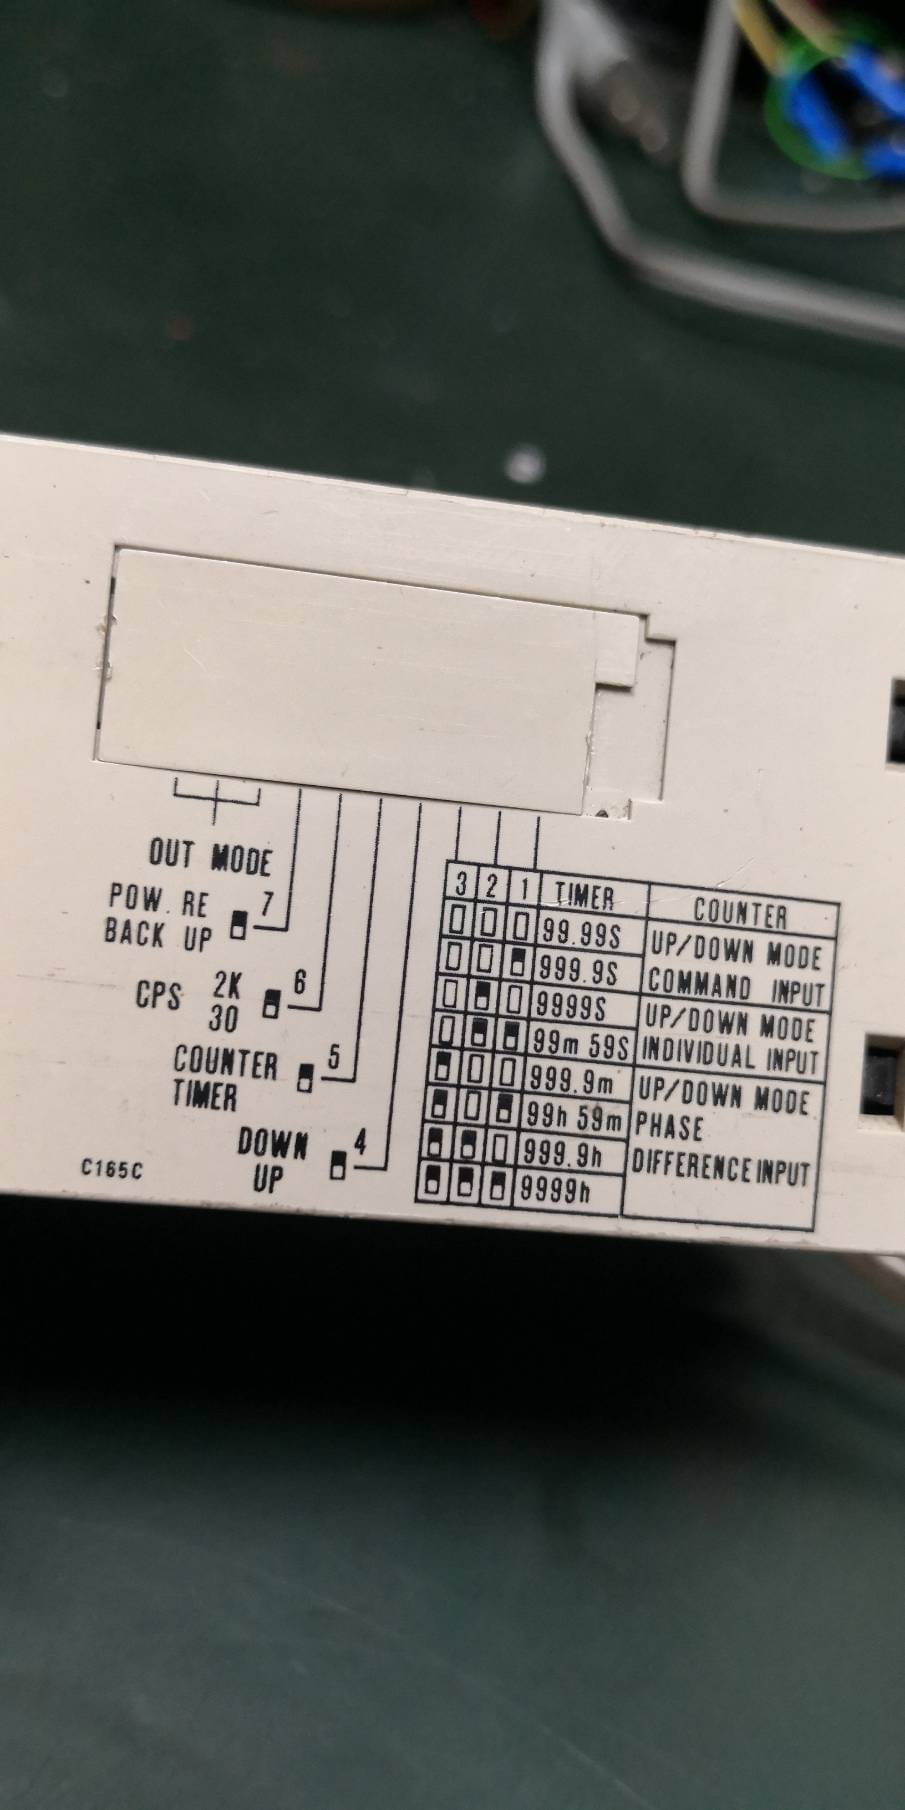 OUT MODE
POW. RE 7
BACK UP
CPS 2K 6
30
COUNTER 5
TIMER
DOWN 4
UP
C165C
3 2 1 TIMER COUNTER
99.99S UP/DOWN MODE
999.9S COMMAND INPUT
9999S UP/DOWN MODE
99m 59S INDIVIDUAL INPUT
999.9m UP/DOWN MODE
99h 59m PHASE
999.9h DIFFERENCE INPUT
9999h